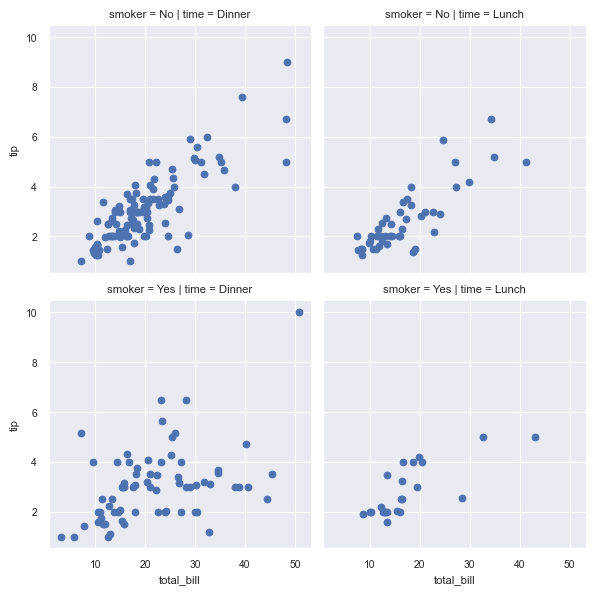 smoker = No | time = Dinner
smoker = No | time = Lunch
10
8
6
4
2
tip
smoker = Yes | time = Dinner
smoker = Yes | time = Lunch
10
8
6
4
2
tip
10 20 30 40 50
10 20 30 40 50
total_bill
total_bill